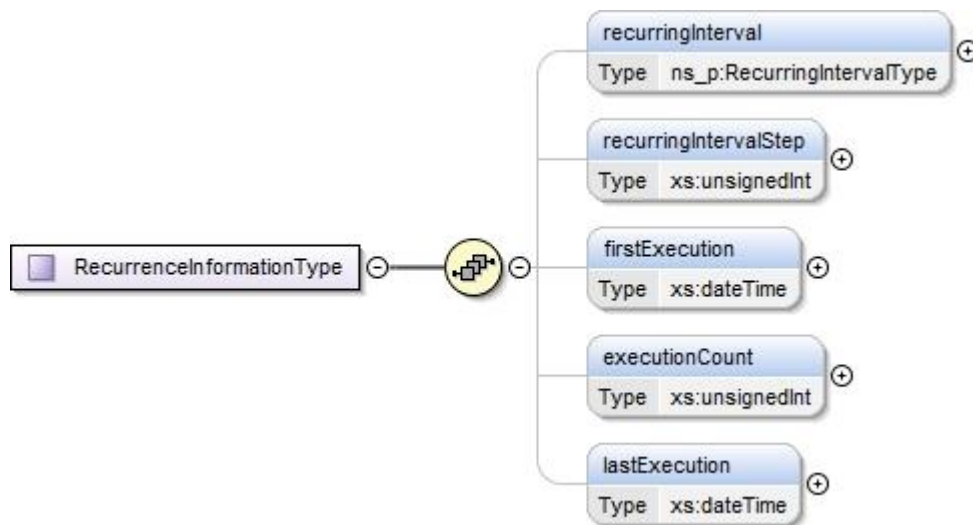 recurringInterval
Type ns_p:RecurringIntervalType
recurringIntervalStep
Type xs:unsignedInt
RecurrenceInformationType
firstExecution
Type xs:dateTime
executionCount
Type xs:unsignedInt
lastExecution
Type xs:dateTime